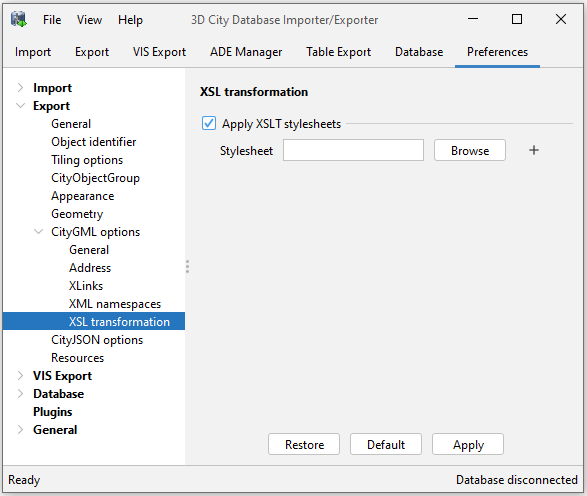 File View Help 3D City Database Importer/Exporter
Import Export VIS Export ADE Manager Table Export Database Preferences
Import
Export
General
Object identifier
Tiling options
CityObjectGroup
Appearance
Geometry
CityGML options
General
Address
XLinks
XML namespaces
XSL transformation
CityJSON options
Resources
VIS Export
Database
Plugins
General
XSL transformation
Apply XSLT stylesheets
Stylesheet Browse +
Restore Default Apply
Ready Database disconnected